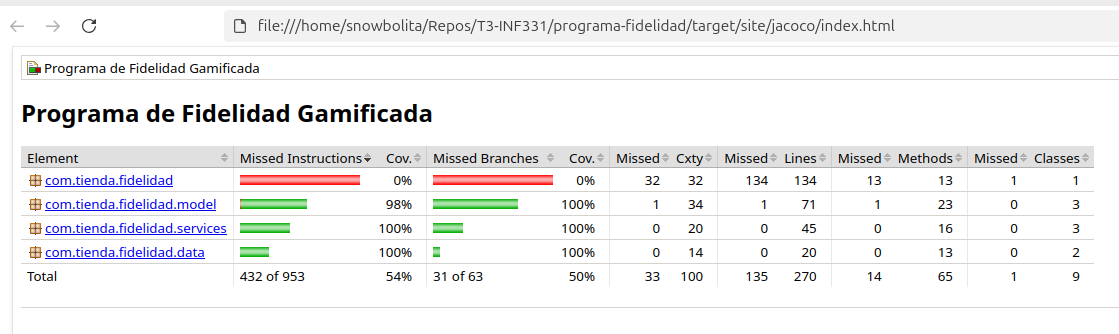 file:///home/snowbolita/Repos/T3-INF331/programa-fidelidad/target/site/jacoco/index.html
Programa de Fidelidad Gamificada
Programa de Fidelidad Gamificada
Element Missed Instructions Cov. Missed Branches Cov. Missed Cxty Missed Lines Missed Methods Missed Classes
com.tienda.fidelidad 0% 0% 32 32 134 134 13 13 1 1
com.tienda.fidelidad.model 98% 100% 1 34 1 71 1 23 0 3
com.tienda.fidelidad.services 100% 100% 0 20 0 45 0 16 0 3
com.tienda.fidelidad.data 100% 100% 0 14 0 20 0 13 0 2
Total 432 of 953 54% 31 of 63 50% 33 100 135 270 14 65 1 9